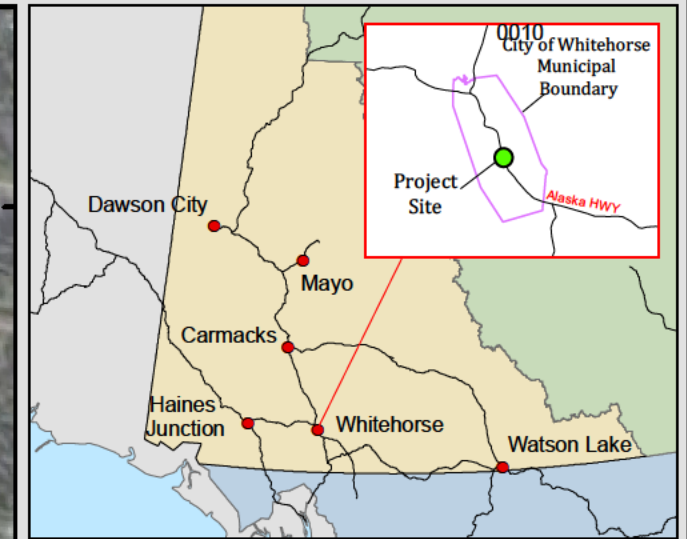 0010
City of Whitehorse
Municipal
Boundary
Project
Site
Alaska HWY
Dawson City
Mayo
Carmacks
Haines
Junction
Whitehorse
Watson Lake